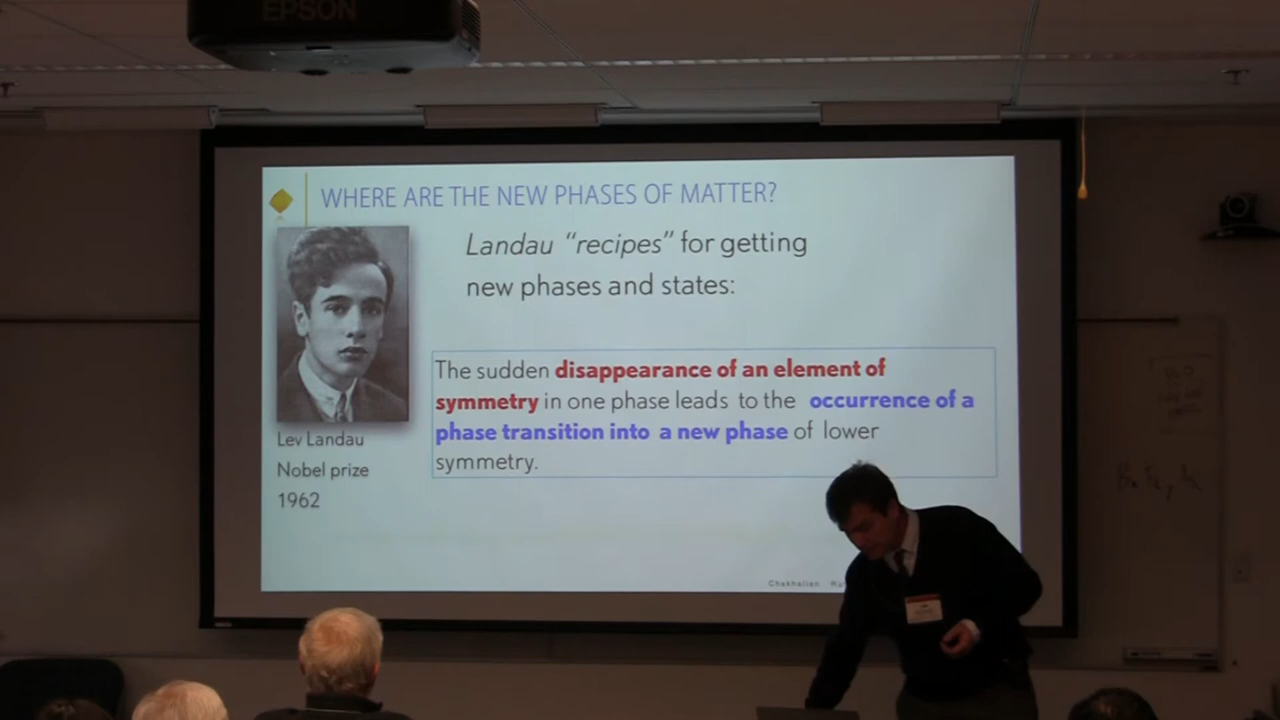 EPSON
WHERE ARE THE NEW PHASES OF MATTER?
Landau “recipes” for getting
new phases and states:
The sudden disappearance of an element of
symmetry in one phase leads to the occurrence of a
phase transition into a new phase of lower
symmetry.
Lev Landau
Nobel prize
1962
Chakhalian